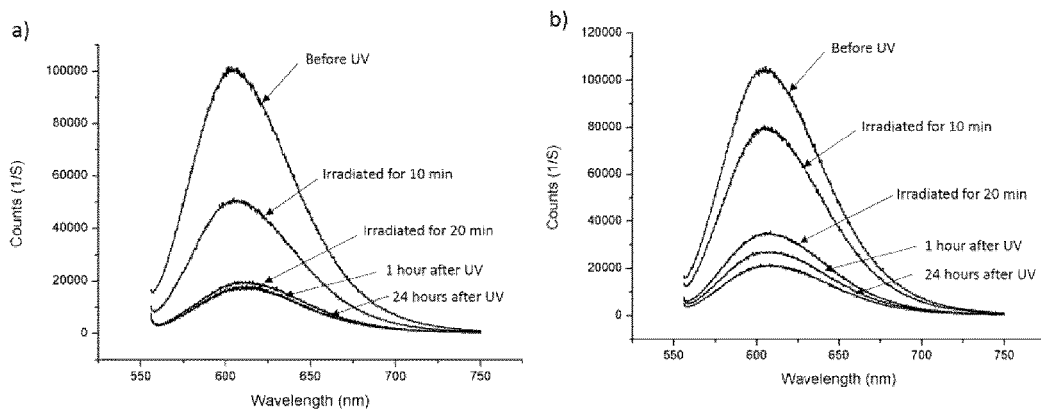 a)
Before UV
Irradiated for 10 min
Irradiated for 20 min
1 hour after UV
24 hours after UV
100000
80000
60000
40000
20000
0
Counts (1/S)
550
600
650
700
750
Wavelength (nm)
b)
Before UV
Irradiated for 10 min
Irradiated for 20 min
1 hour after UV
24 hours after UV
120000
100000
80000
60000
40000
20000
0
Counts (1/S)
550
600
650
700
750
Wavelength (nm)